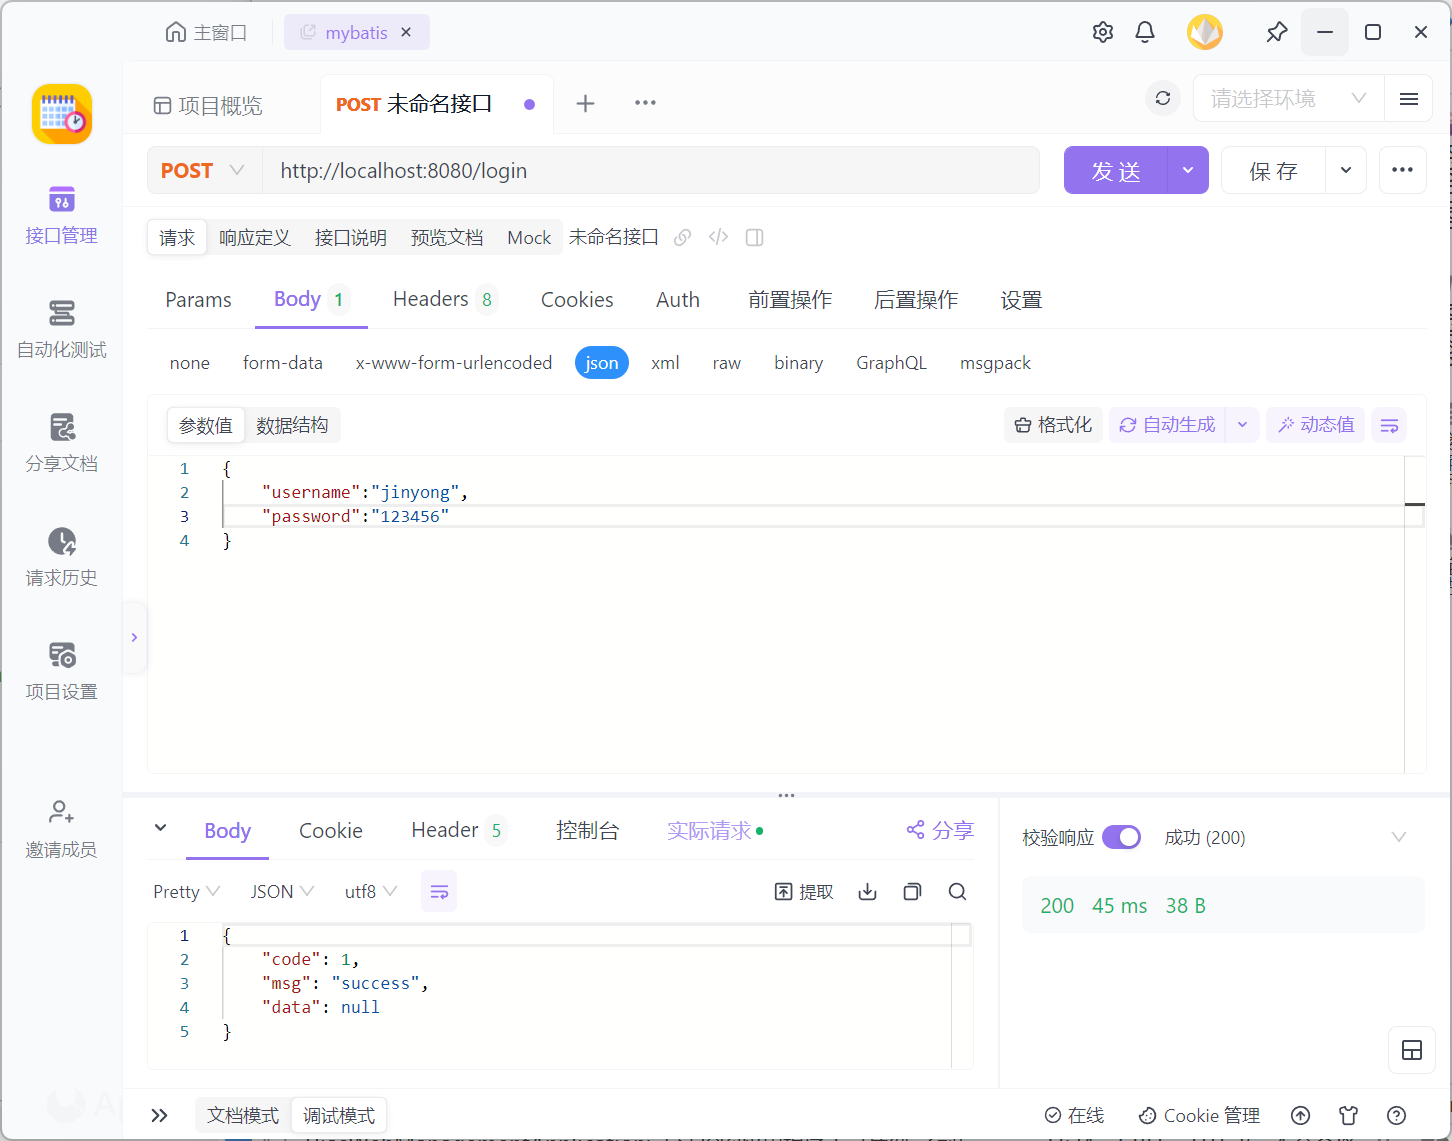 主窗口
mybatis
项目概览
POST 未命名接口
请选择环境
POST
http://localhost:8080/login
发 送
保 存
接口管理
自动化测试
分享文档
请求历史
项目设置
邀请成员
请求
响应定义
接口说明
预览文档
Mock
未命名接口
Params
Body 1
Headers 8
Cookies
Auth
前置操作
后置操作
设置
none
form-data
x-www-form-urlencoded
json
xml
raw
binary
GraphQL
msgpack
参数值
数据结构
格式化
自动生成
动态值
1 {
2 "username":"jinyong",
3 "password":"123456"
4 }
Body
Cookie
Header 5
控制台
实际请求
分享
Pretty
JSON
utf8
提取
1 {
2 "code": 1,
3 "msg": "success",
4 "data": null
5 }
校验响应
成功 (200)
200 45 ms 38 B
文档模式
调试模式
在线
Cookie 管理